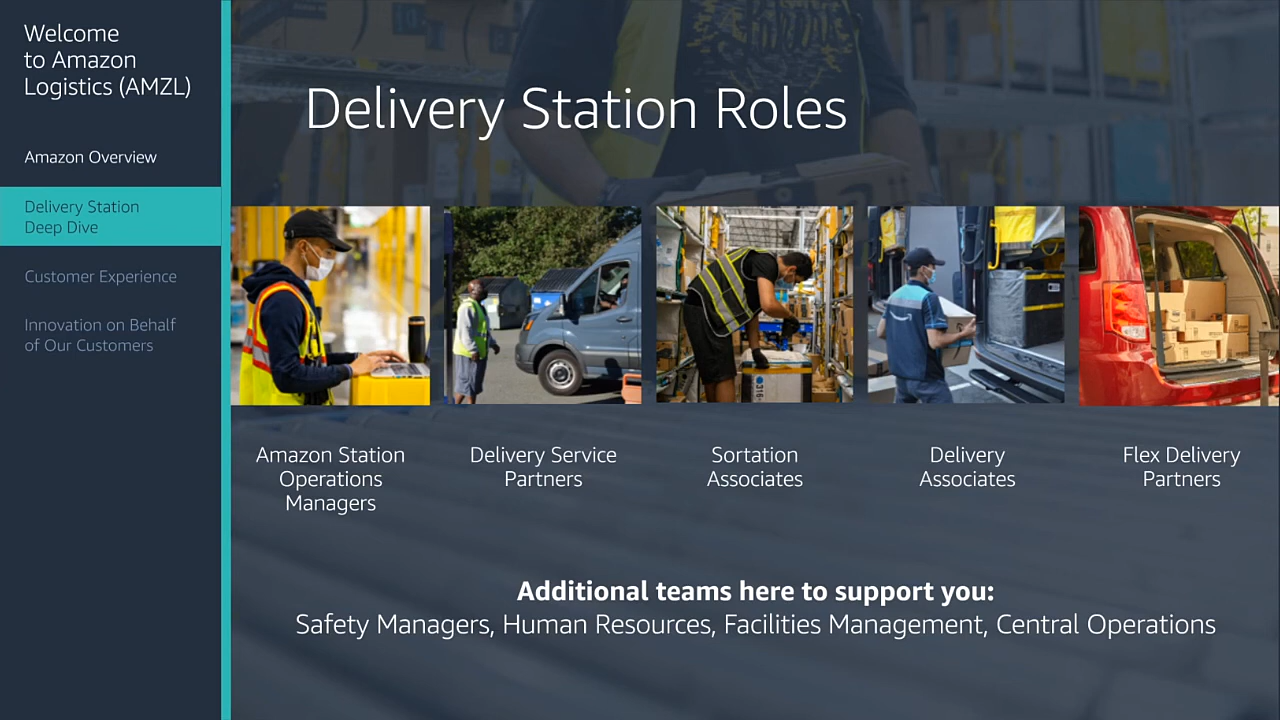 Welcome
to Amazon
Logistics (AMZL)
Amazon Overview
Delivery Station
Deep Dive
Customer Experience
Innovation on Behalf
of Our Customers
Delivery Station Roles
Amazon Station
Operations
Managers
Delivery Service
Partners
Sortation
Associates
Delivery
Associates
Flex Delivery
Partners
Additional teams here to support you:
Safety Managers, Human Resources, Facilities Management, Central Operations